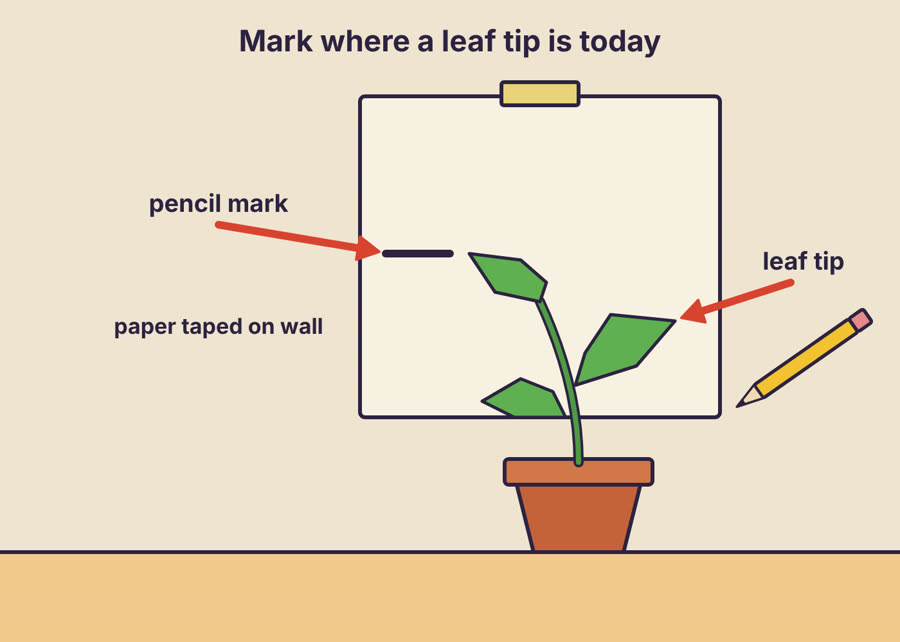 Mark where a leaf tip is today
pencil mark
leaf tip
paper taped on wall